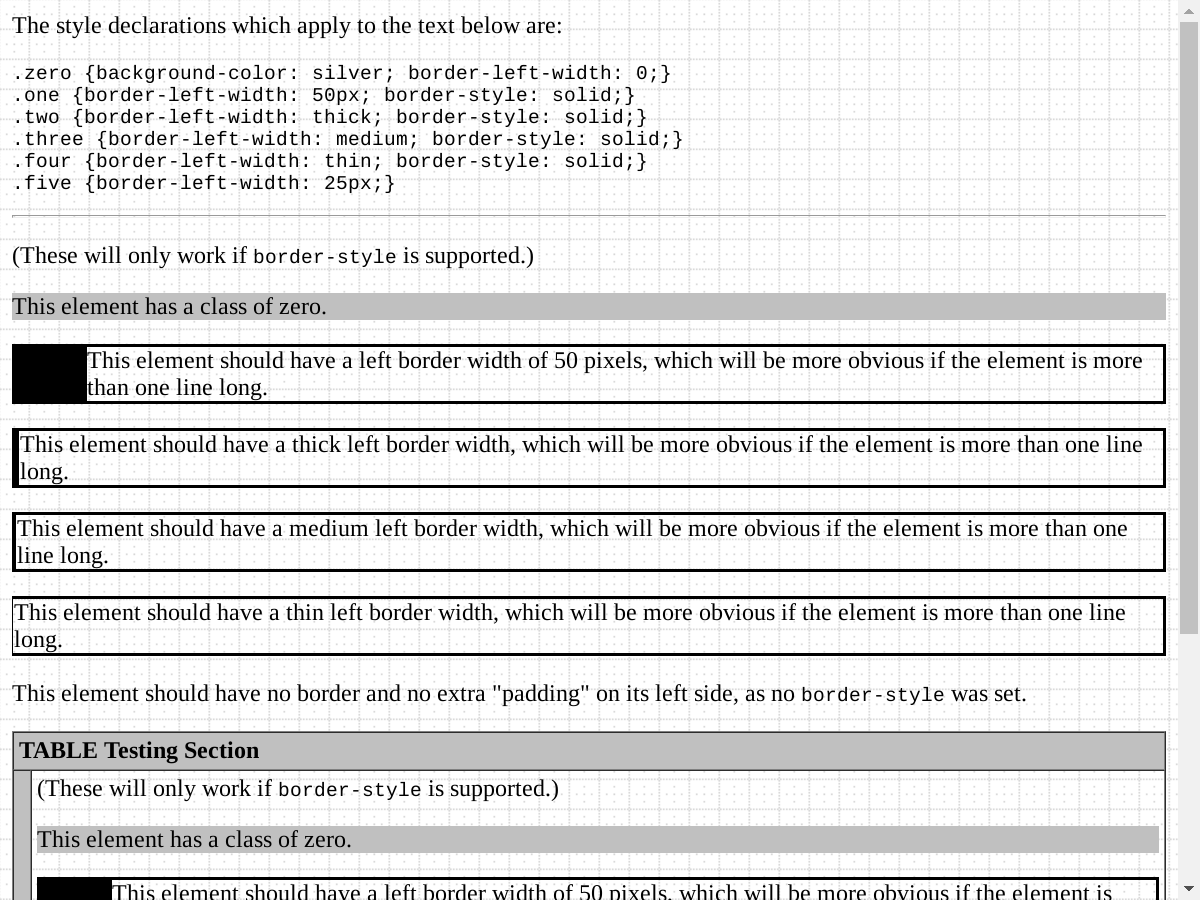 The style declarations which apply to the text below are:
.zero {background-color: silver; border-left-width: 0;}
.one {border-left-width: 50px; border-style: solid;}
.two {border-left-width: thick; border-style: solid;}
.three {border-left-width: medium; border-style: solid;}
.four {border-left-width: thin; border-style: solid;}
.five {border-left-width: 25px;}
(These will only work if border-style is supported.)
This element has a class of zero.
This element should have a left border width of 50 pixels, which will be more obvious if the element is more
than one line long.
This element should have a thick left border width, which will be more obvious if the element is more than one line
long.
This element should have a medium left border width, which will be more obvious if the element is more than one
line long.
This element should have a thin left border width, which will be more obvious if the element is more than one line
long.
This element should have no border and no extra "padding" on its left side, as no border-style was set.
TABLE Testing Section
(These will only work if border-style is supported.)
This element has a class of zero.
This element should have a left border width of 50 pixels, which will be more obvious if the element is